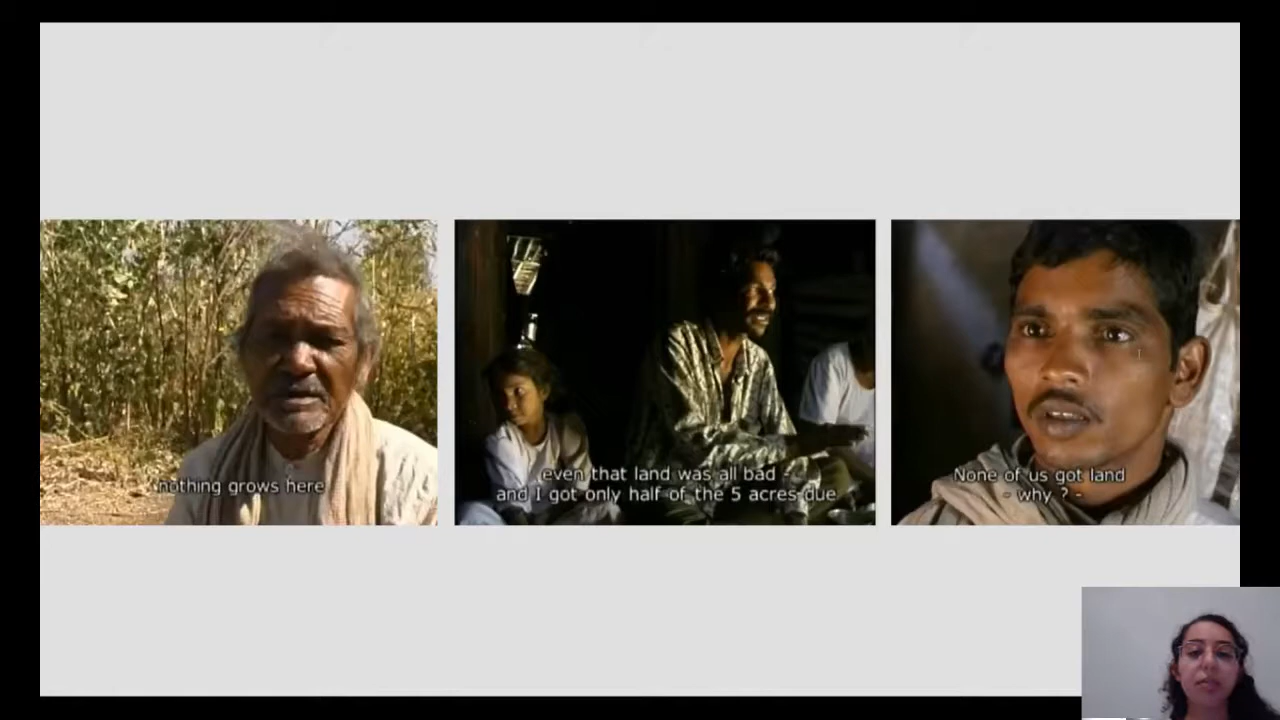 nothing grows here
even that land was all bad -
and I got only half of the 5 acres due
None of us got land
- why ? -